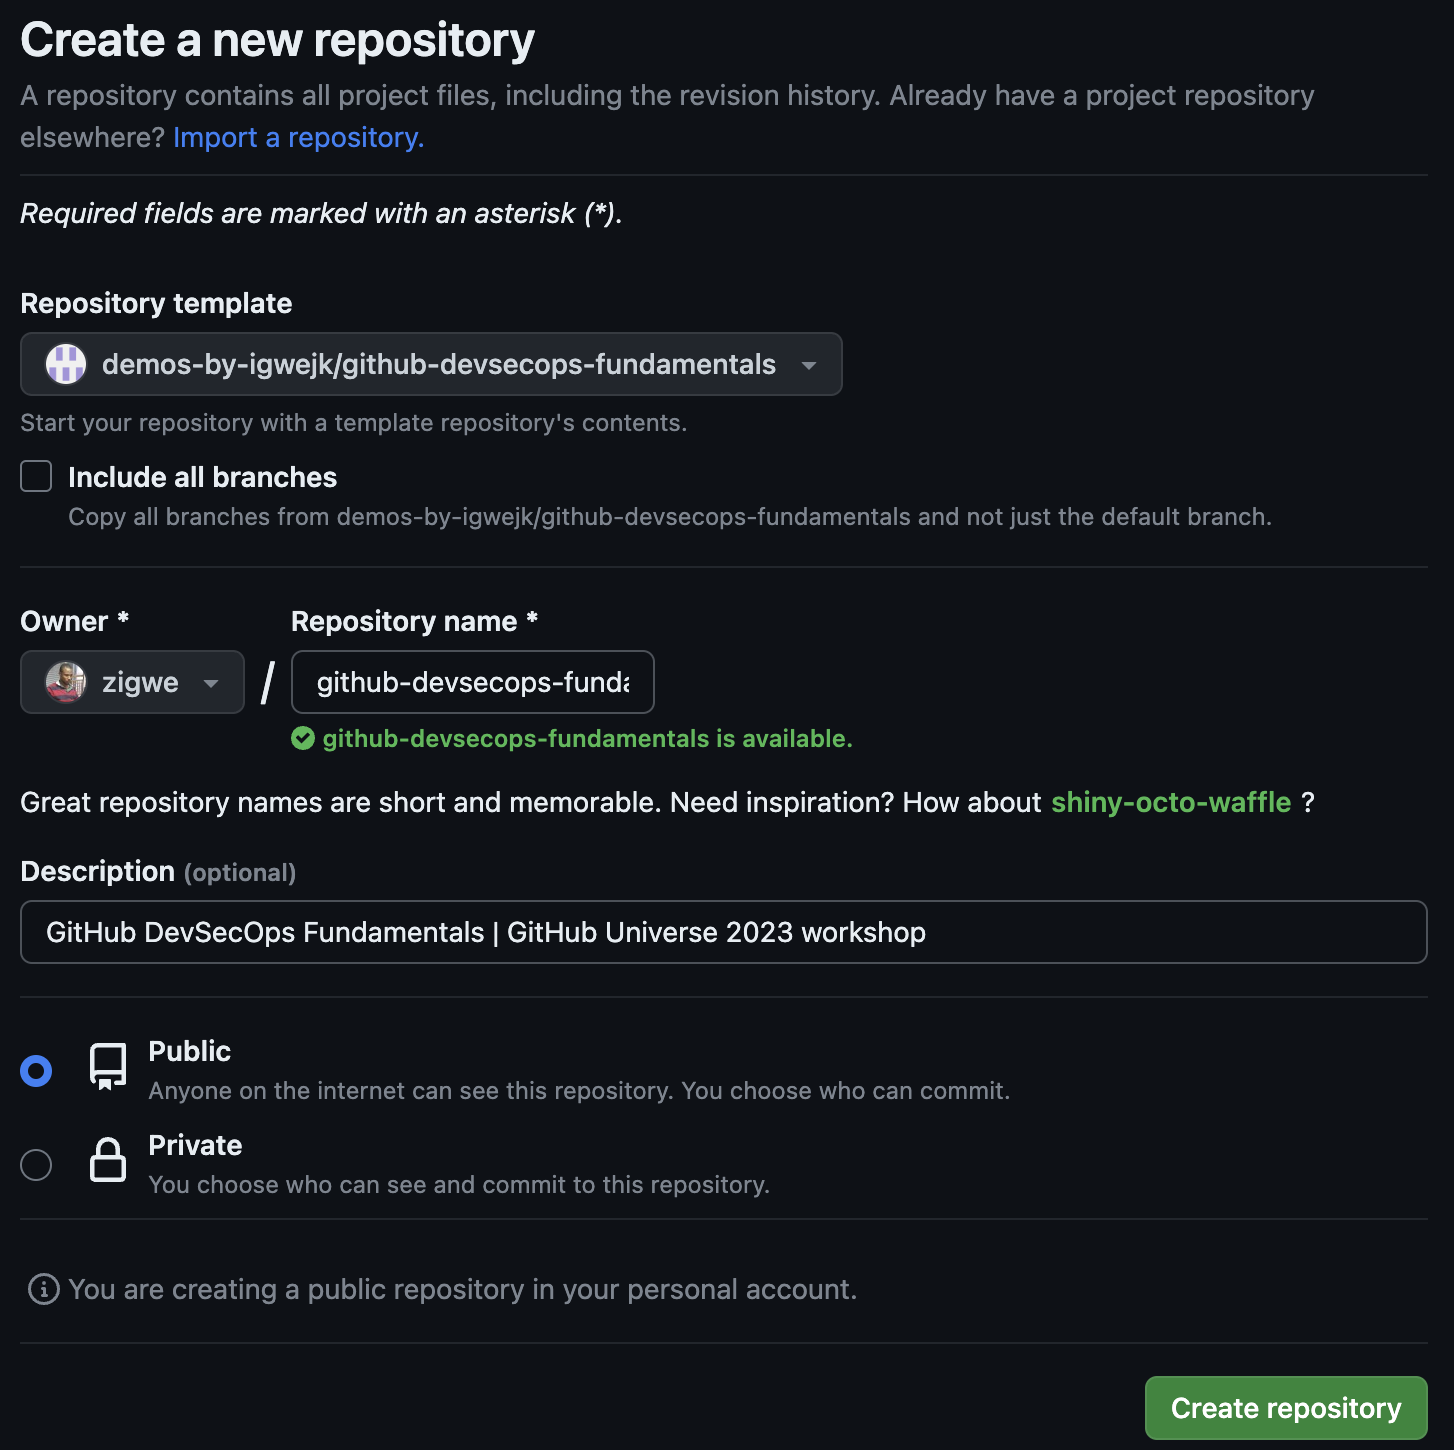 Create a new repository
A repository contains all project files, including the revision history. Already have a project repository
elsewhere? Import a repository.
Required fields are marked with an asterisk (*).
Repository template
demos-by-igwejk/github-devsecops-fundamentals
Start your repository with a template repository's contents.
Include all branches
Copy all branches from demos-by-igwejk/github-devsecops-fundamentals and not just the default branch.
Owner * Repository name *
zigwe / github-devsecops-funda
github-devsecops-fundamentals is available.
Great repository names are short and memorable. Need inspiration? How about shiny-octo-waffle ?
Description (optional)
GitHub DevSecOps Fundamentals | GitHub Universe 2023 workshop
Public
Anyone on the internet can see this repository. You choose who can commit.
Private
You choose who can see and commit to this repository.
You are creating a public repository in your personal account.
Create repository